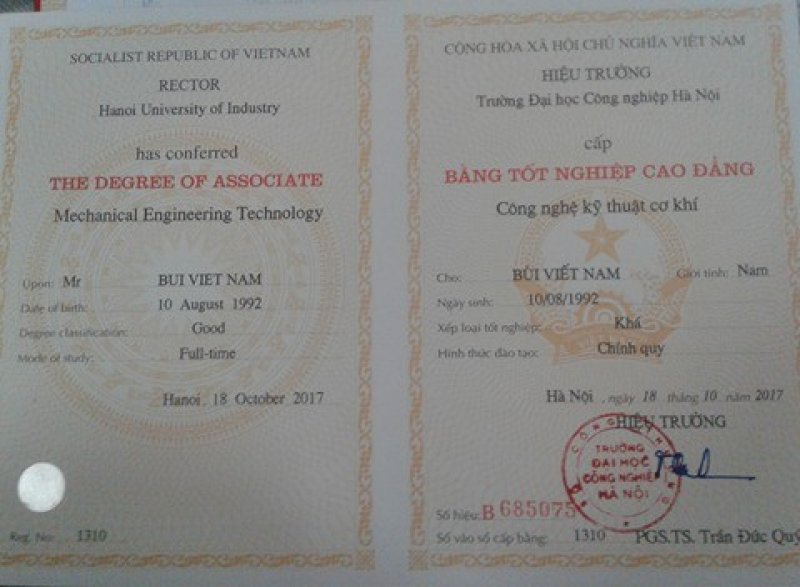 SOCIALIST REPUBLIC OF VIETNAM
RECTOR
Hanoi University of Industry
has conferred
THE DEGREE OF ASSOCIATE
Mechanical Engineering Technology
Upon: Mr BUI VIET NAM
Date of birth: 10 August 1992
Degree classification: Good
Mode of study: Full-time
Hanoi, 18 October 2017
Reg. No: 1310
CỘNG HÒA XÃ HỘI CHỦ NGHĨA VIỆT NAM
HIỆU TRƯỞNG
Trường Đại học Công nghiệp Hà Nội
cấp
BẰNG TỐT NGHIỆP CAO ĐẲNG
Công nghệ kỹ thuật cơ khí
Cho: BÙI VIẾT NAM Giới tính: Nam
Ngày sinh: 10/08/1992
Xếp loại tốt nghiệp: Khá
Hình thức đào tạo: Chính quy
Hà Nội, ngày 18 tháng 10 năm 2017
HIỆU TRƯỞNG
TRƯỜNG
ĐẠI HỌC
CÔNG NGHIỆP
HÀ NỘI
Số hiệu: B 685075
Số vào sổ cấp bằng: 1310 PGS.TS. Trần Đức Quý